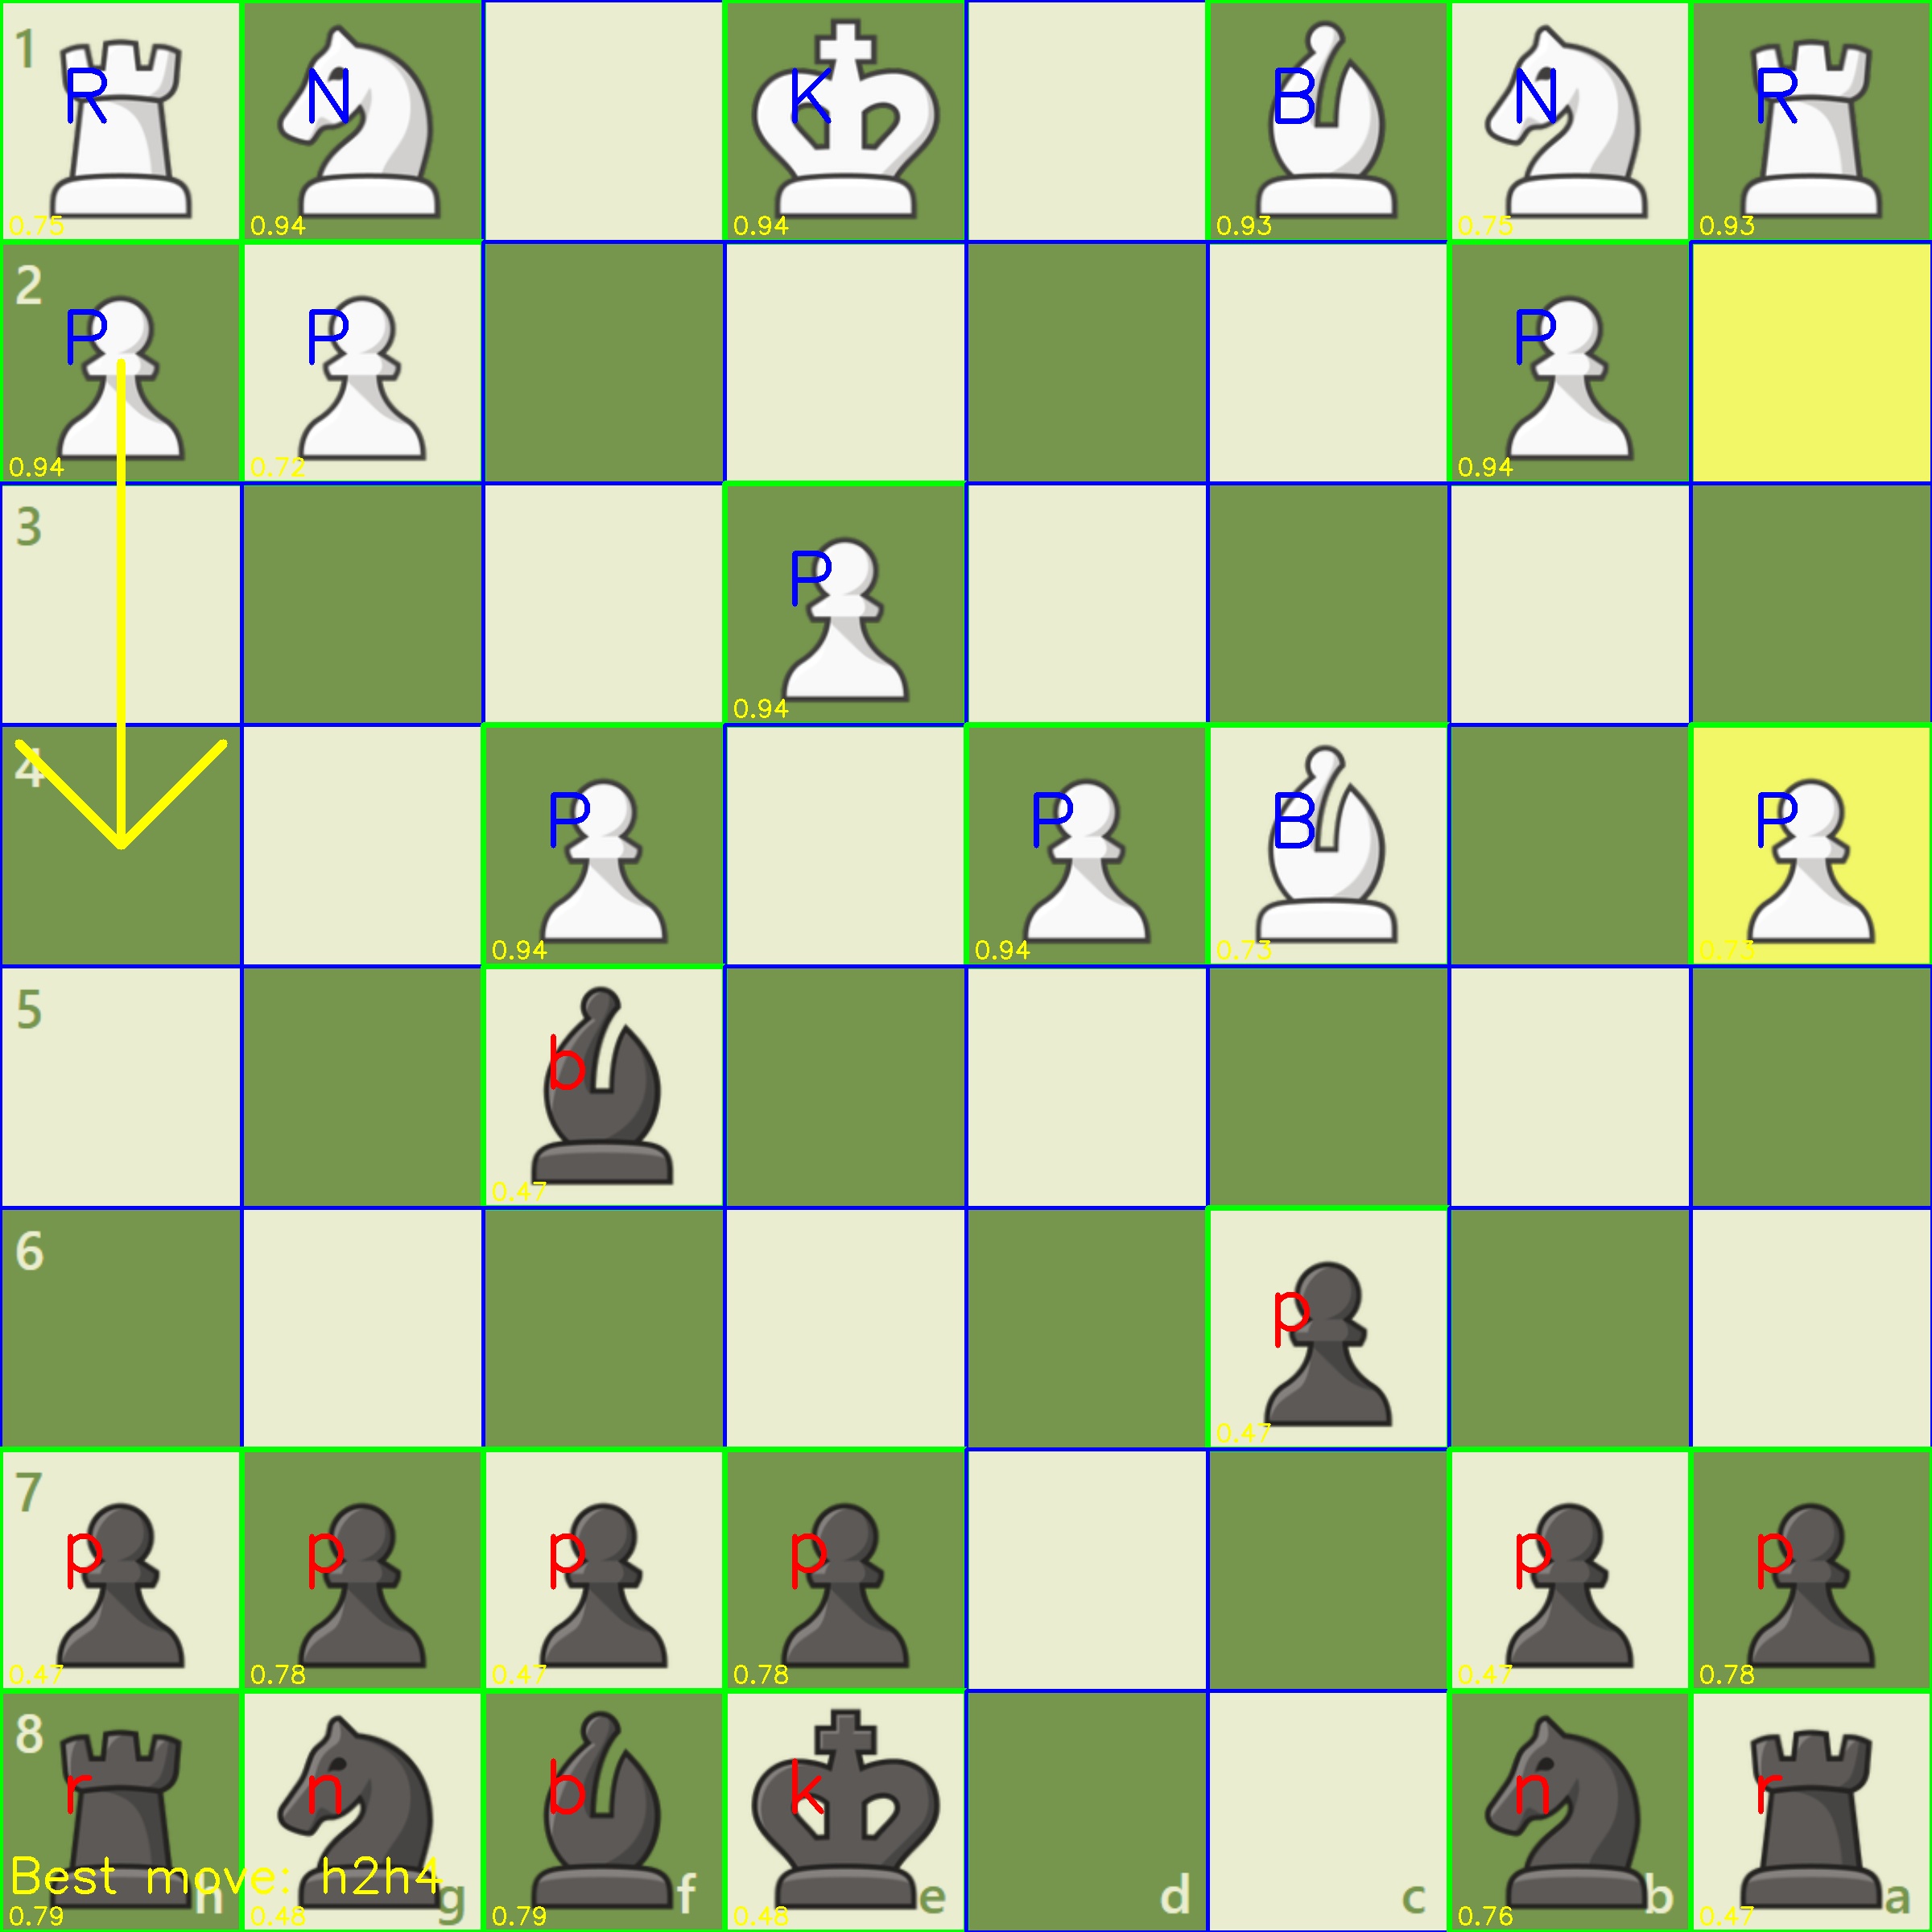 1 R N K B N R
0.75 0.94 0.94 0.93 0.75 0.93
2 P P P
0.94 0.72 0.94
3 P
0.94
4 P P B P
0.94 0.94 0.73 0.73
5 b
0.47
6 p
0.47
7 p p p p p p
0.47 0.78 0.47 0.78 0.47 0.78
8 r n b k n r
Best move: h2h4
h g f e d c b a
0.79 0.48 0.79 0.48 0.76 0.47